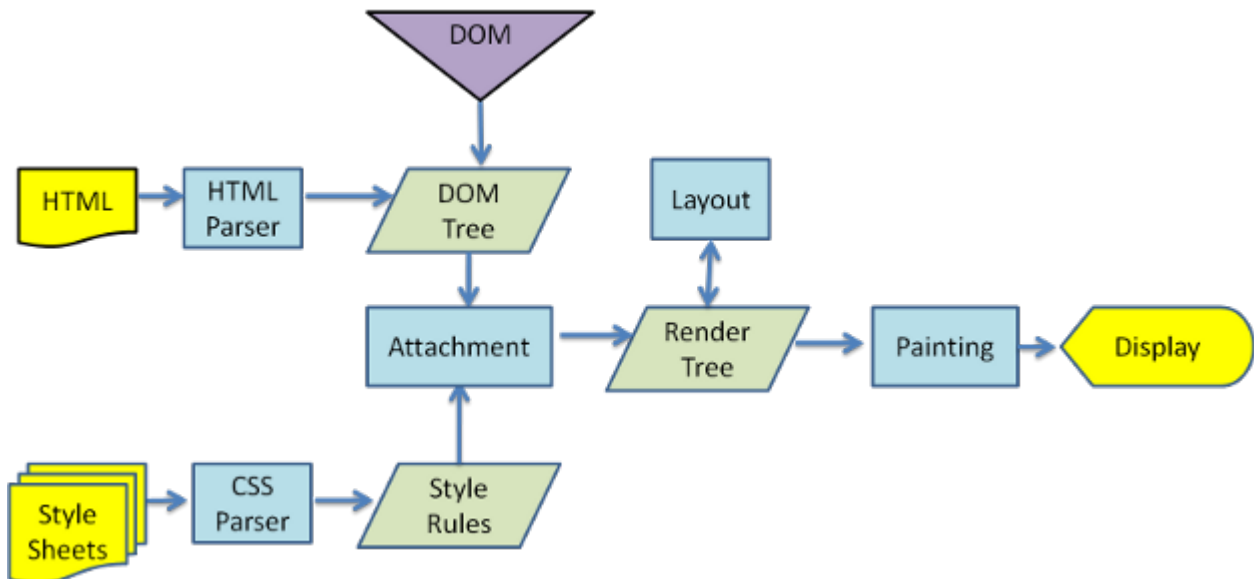 DOM
HTML
HTML
Parser
DOM
Tree
Layout
Attachment
Render
Tree
Painting
Display
Style
Sheets
CSS
Parser
Style
Rules